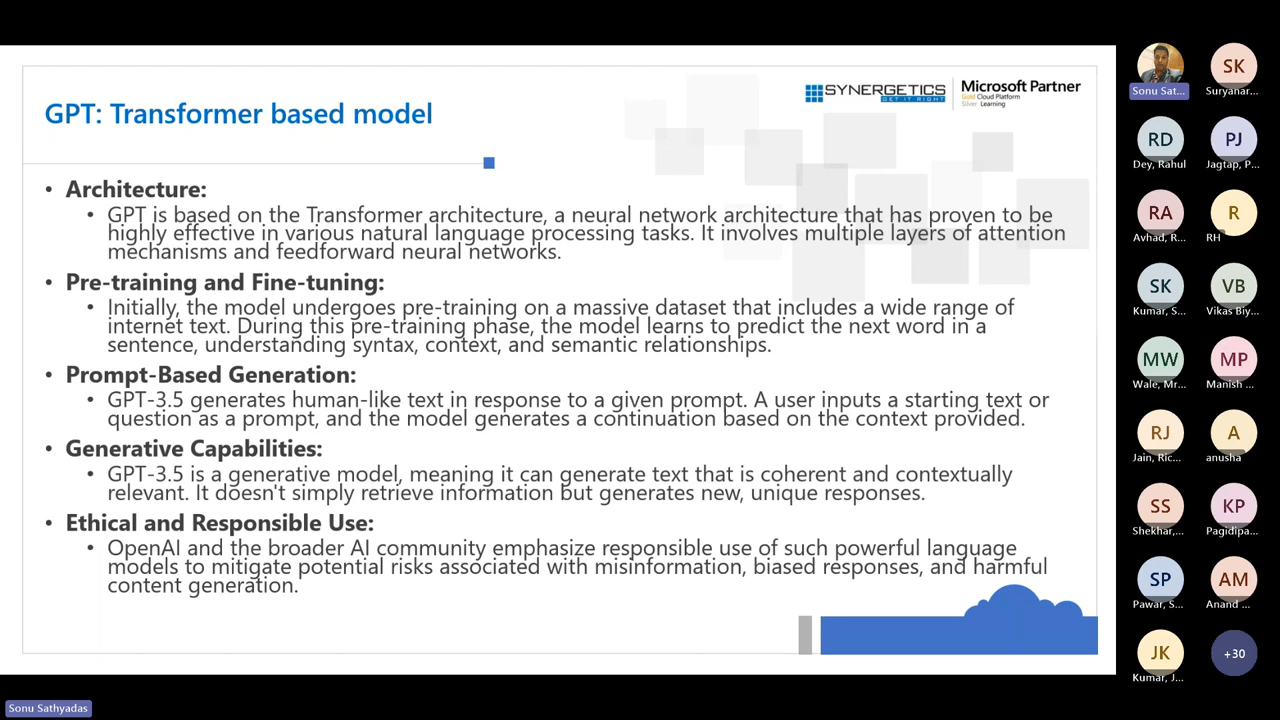 SYNERGETICS
GET IT RIGHT
Microsoft Partner
Gold Cloud Platform
Silver Learning
GPT: Transformer based model
• Architecture:
• GPT is based on the Transformer architecture, a neural network architecture that has proven to be
highly effective in various natural language processing tasks. It involves multiple layers of attention
mechanisms and feedforward neural networks.
• Pre-training and Fine-tuning:
• Initially, the model undergoes pre-training on a massive dataset that includes a wide range of
internet text. During this pre-training phase, the model learns to predict the next word in a
sentence, understanding syntax, context, and semantic relationships.
• Prompt-Based Generation:
• GPT-3.5 generates human-like text in response to a given prompt. A user inputs a starting text or
question as a prompt, and the model generates a continuation based on the context provided.
• Generative Capabilities:
• GPT-3.5 is a generative model, meaning it can generate text that is coherent and contextually
relevant. It doesn't simply retrieve information but generates new, unique responses.
• Ethical and Responsible Use:
• OpenAI and the broader AI community emphasize responsible use of such powerful language
models to mitigate potential risks associated with misinformation, biased responses, and harmful
content generation.
Sonu Sat...
SK
Suryanar...
RD
Dey, Rahul
PJ
Jagtap, P...
RA
Avhad, R...
R
RH
SK
Kumar, S...
VB
Vikas Biy...
MW
Wale, Mr...
MP
Manish ...
RJ
Jain, Ric...
A
anusha
SS
Shekhar,...
KP
Pagidipa...
SP
Pawar, S...
AM
Anand ...
JK
Kumar, J...
+30
Sonu Sathyadas